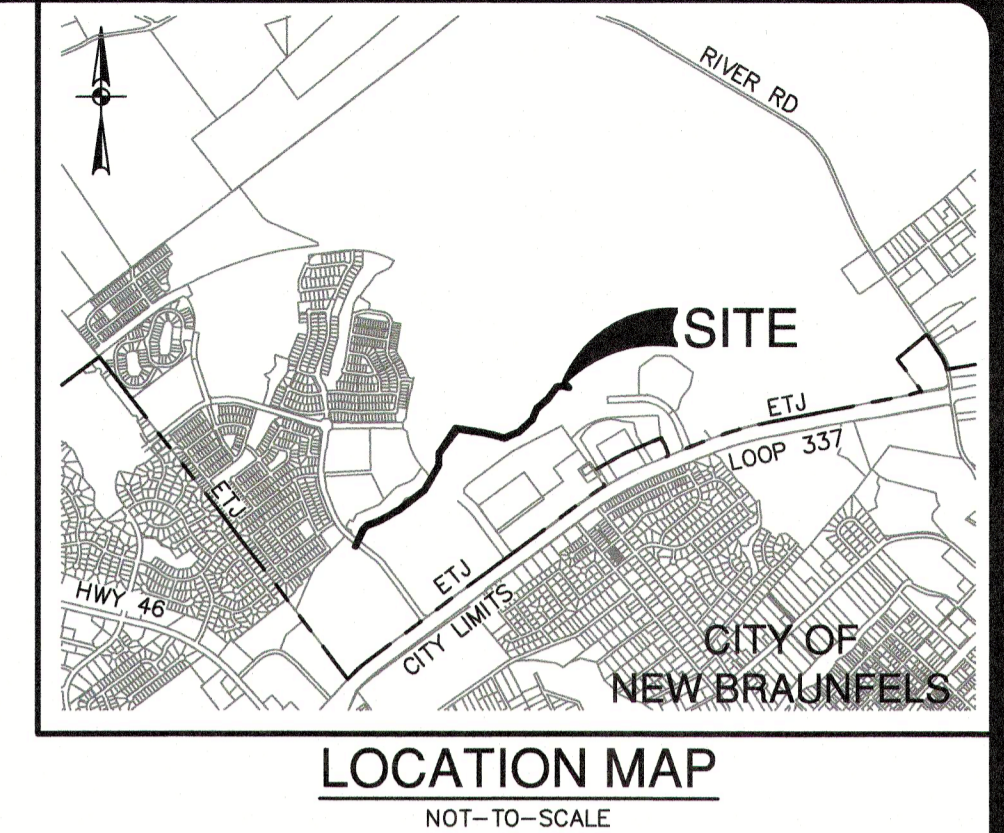 RIVER RD
SITE
ETJ
LOOP 337
ETJ
ETJ
HWY 46
CITY LIMITS
CITY OF
NEW BRAUNFELS
LOCATION MAP
NOT-TO-SCALE